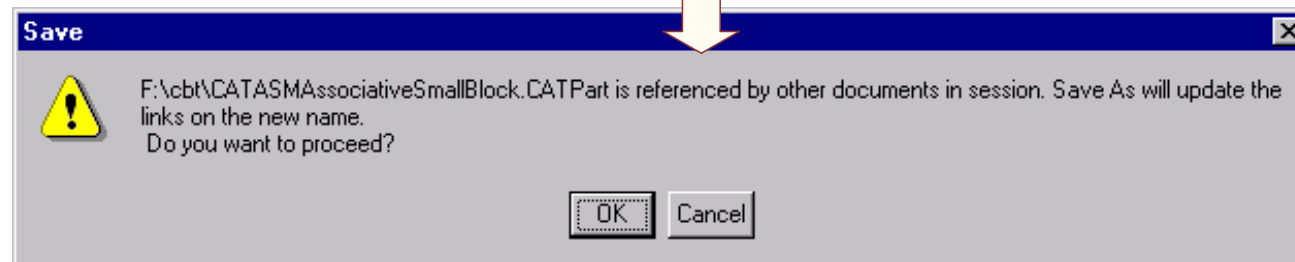 Save
F:\cbt\CATASMAssociativeSmallBlock.CATPart is referenced by other documents in session. Save As will update the
links on the new name.
Do you want to proceed?
OK Cancel